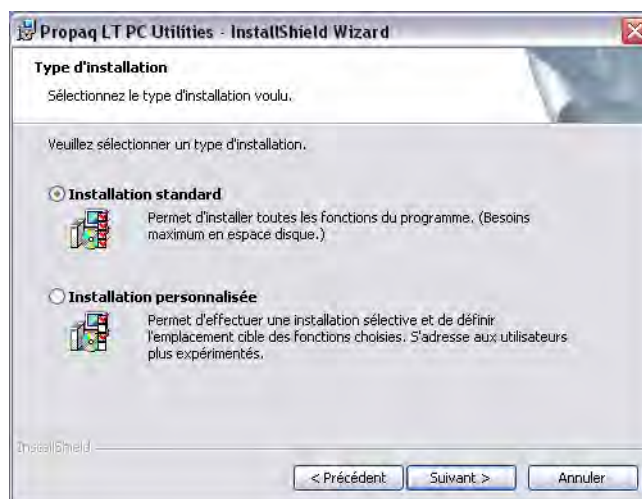 Propaq LT PC Utilities - InstallShield Wizard
Type d'installation
Sélectionnez le type d'installation voulu.
Veuillez sélectionner un type d'installation.
Installation standard
Permet d'installer toutes les fonctions du programme. (Besoins
maximum en espace disque.)
Installation personnalisée
Permet d'effectuer une installation sélective et de définir
l'emplacement cible des fonctions choisies. S'adresse aux utilisateurs
plus expérimentés.
InstallShield
< Précédent
Suivant >
Annuler